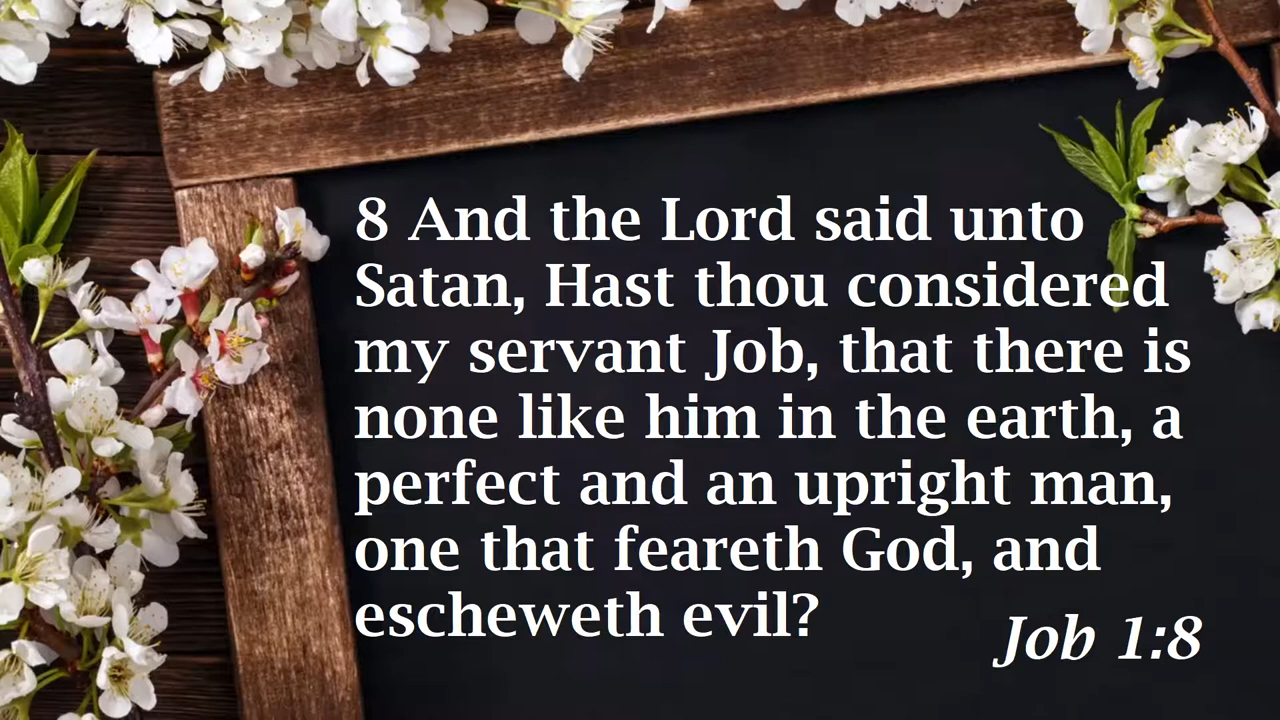 8 And the Lord said unto
Satan, Hast thou considered
my servant Job, that there is
none like him in the earth, a
perfect and an upright man,
one that feareth God, and
escheweth evil?
Job 1:8